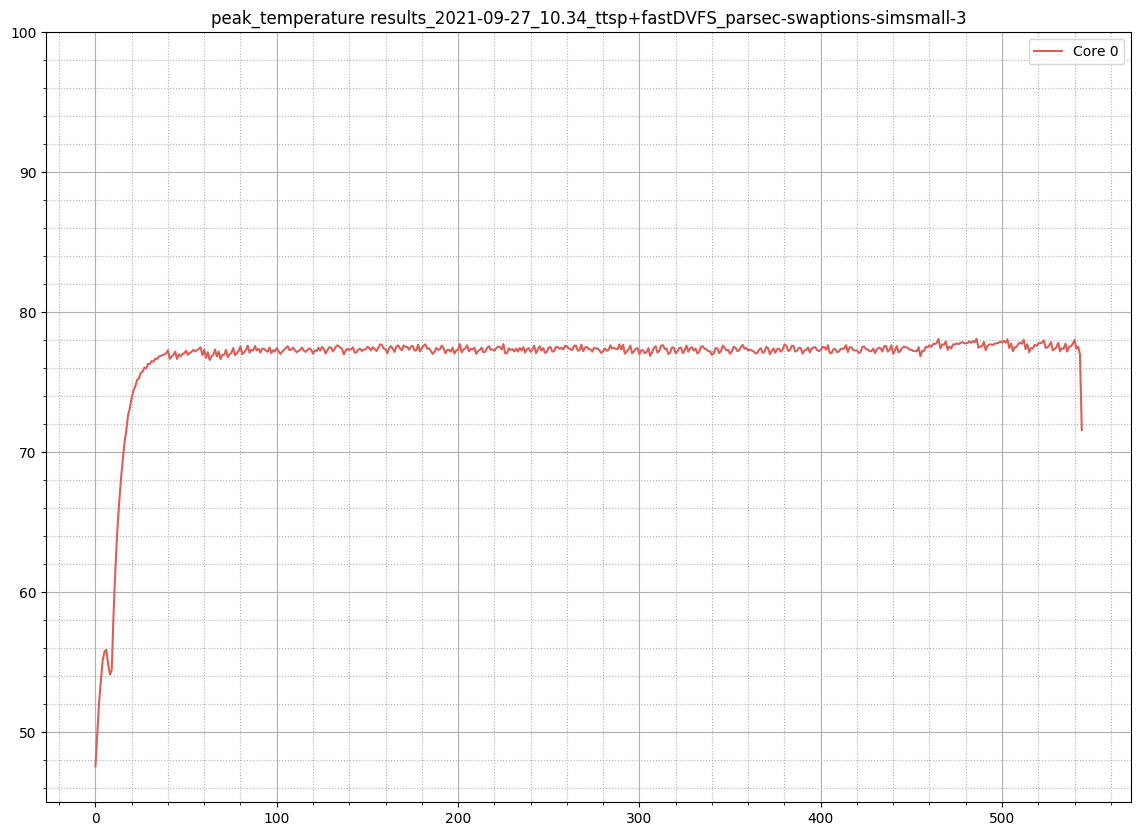 peak_temperature results_2021-09-27_10.34_ttsp+fastDVFS_parsec-swaptions-simsmall-3
Core 0
100
90
80
70
60
50
0 100 200 300 400 500